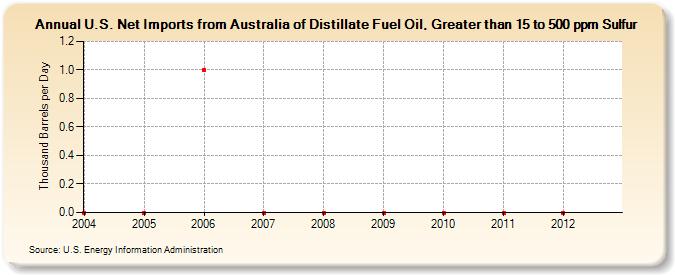 Annual U.S. Net Imports from Australia of Distillate Fuel Oil, Greater than 15 to 500 ppm Sulfur
Thousand Barrels per Day
1.2
1.0
0.8
0.6
0.4
0.2
0.0
2004 2005 2006 2007 2008 2009 2010 2011 2012
Source: U.S. Energy Information Administration